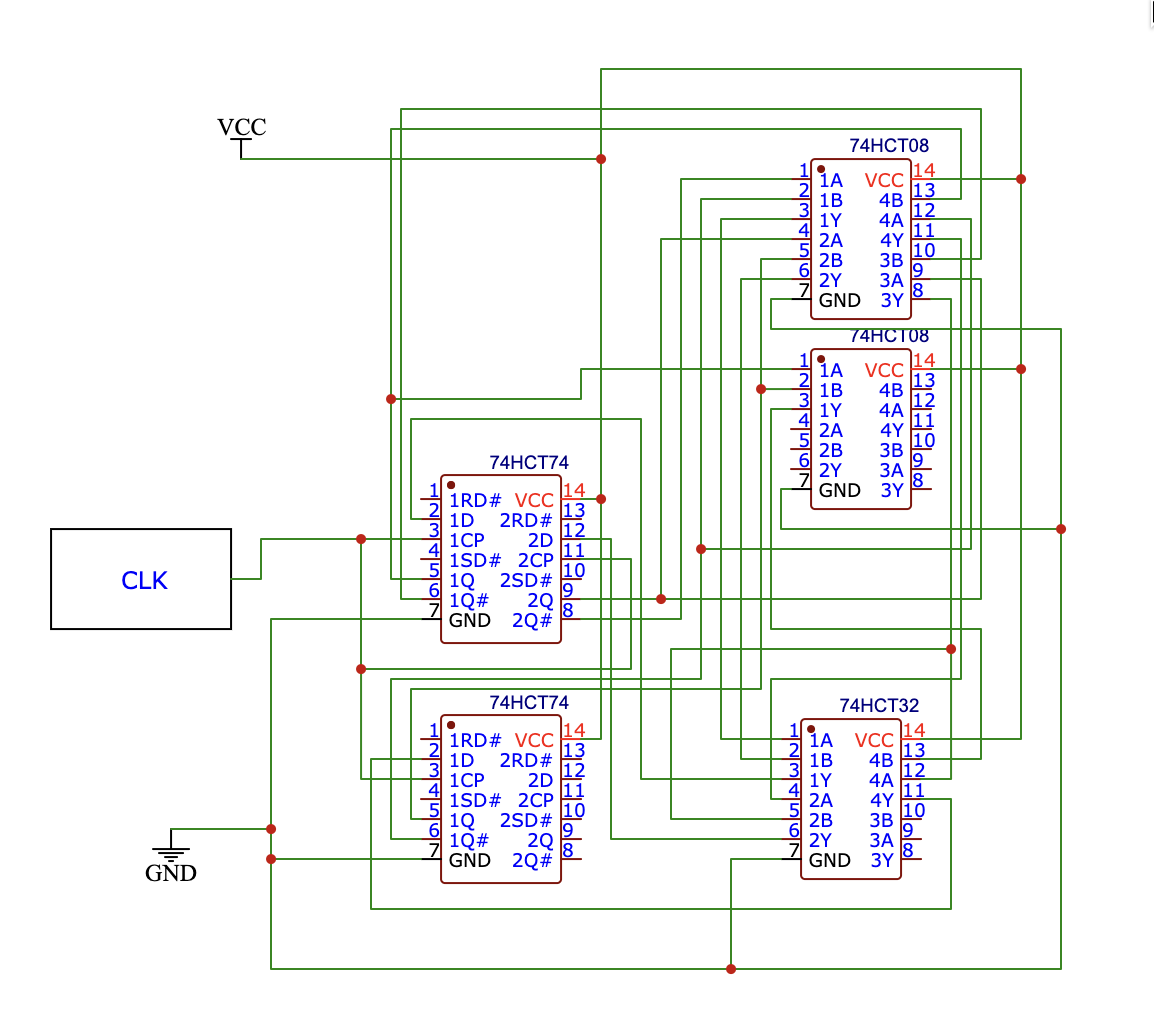 VCC
74HCT08
1 1A VCC 14
2 1B 4B 13
3 1Y 4A 12
4 2A 4Y 11
5 2B 3B 10
6 2Y 3A 9
7 GND 3Y 8
74HCT08
1 1A VCC 14
2 1B 4B 13
3 1Y 4A 12
4 2A 4Y 11
5 2B 3B 10
6 2Y 3A 9
7 GND 3Y 8
74HCT74
1 1RD# VCC 14
2 1D 2RD# 13
3 1CP 2D 12
4 1SD# 2CP 11
5 1Q 2SD# 10
6 1Q# 2Q 9
7 GND 2Q# 8
CLK
74HCT74
1 1RD# VCC 14
2 1D 2RD# 13
3 1CP 2D 12
4 1SD# 2CP 11
5 1Q 2SD# 10
6 1Q# 2Q 9
7 GND 2Q# 8
74HCT32
1 1A VCC 14
2 1B 4B 13
3 1Y 4A 12
4 2A 4Y 11
5 2B 3B 10
6 2Y 3A 9
7 GND 3Y 8
GND